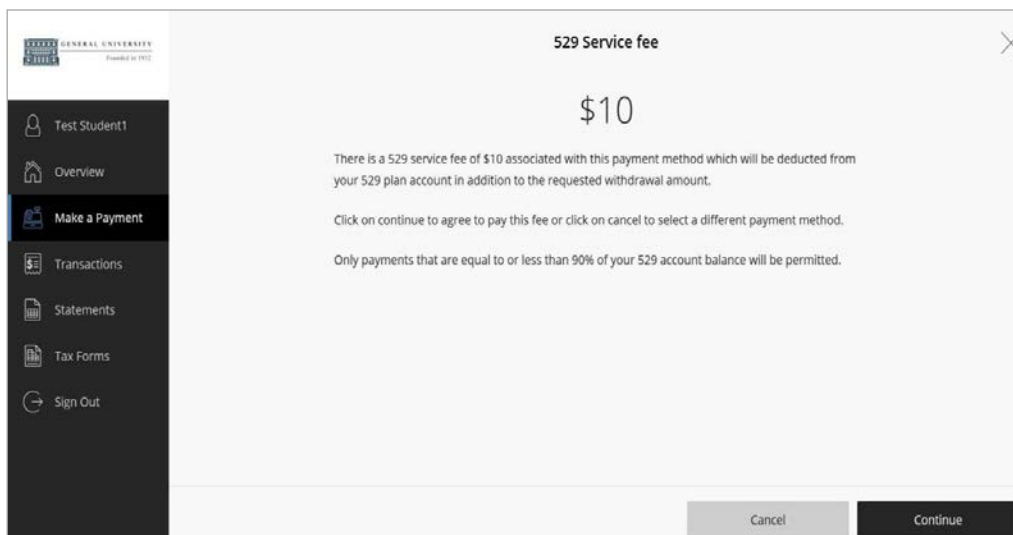 GENERAL UNIVERSITY
Founded in 1932
Test Student1
Overview
Make a Payment
Transactions
Statements
Tax Forms
Sign Out
529 Service fee
$10
There is a 529 service fee of $10 associated with this payment method which will be deducted from
your 529 plan account in addition to the requested withdrawal amount.
Click on continue to agree to pay this fee or click on cancel to select a different payment method.
Only payments that are equal to or less than 90% of your 529 account balance will be permitted.
Cancel
Continue